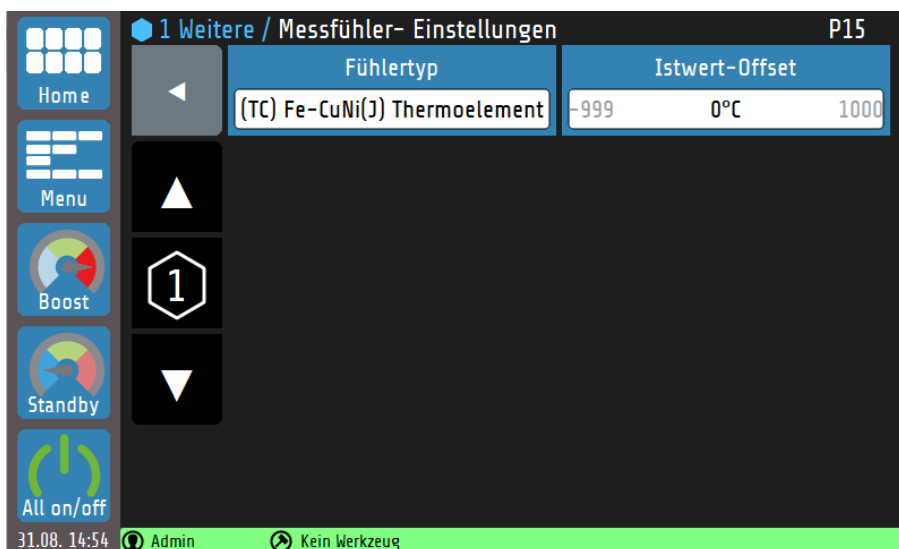 1 Weitere / Messfühler- Einstellungen P15
Home
Fühlertyp
Istwert-Offset
(TC) Fe-CuNi(J) Thermoelement
-999 0°C 1000
Menu
1
Boost
Standby
All on/off
31.08. 14:54
Admin
Kein Werkzeug